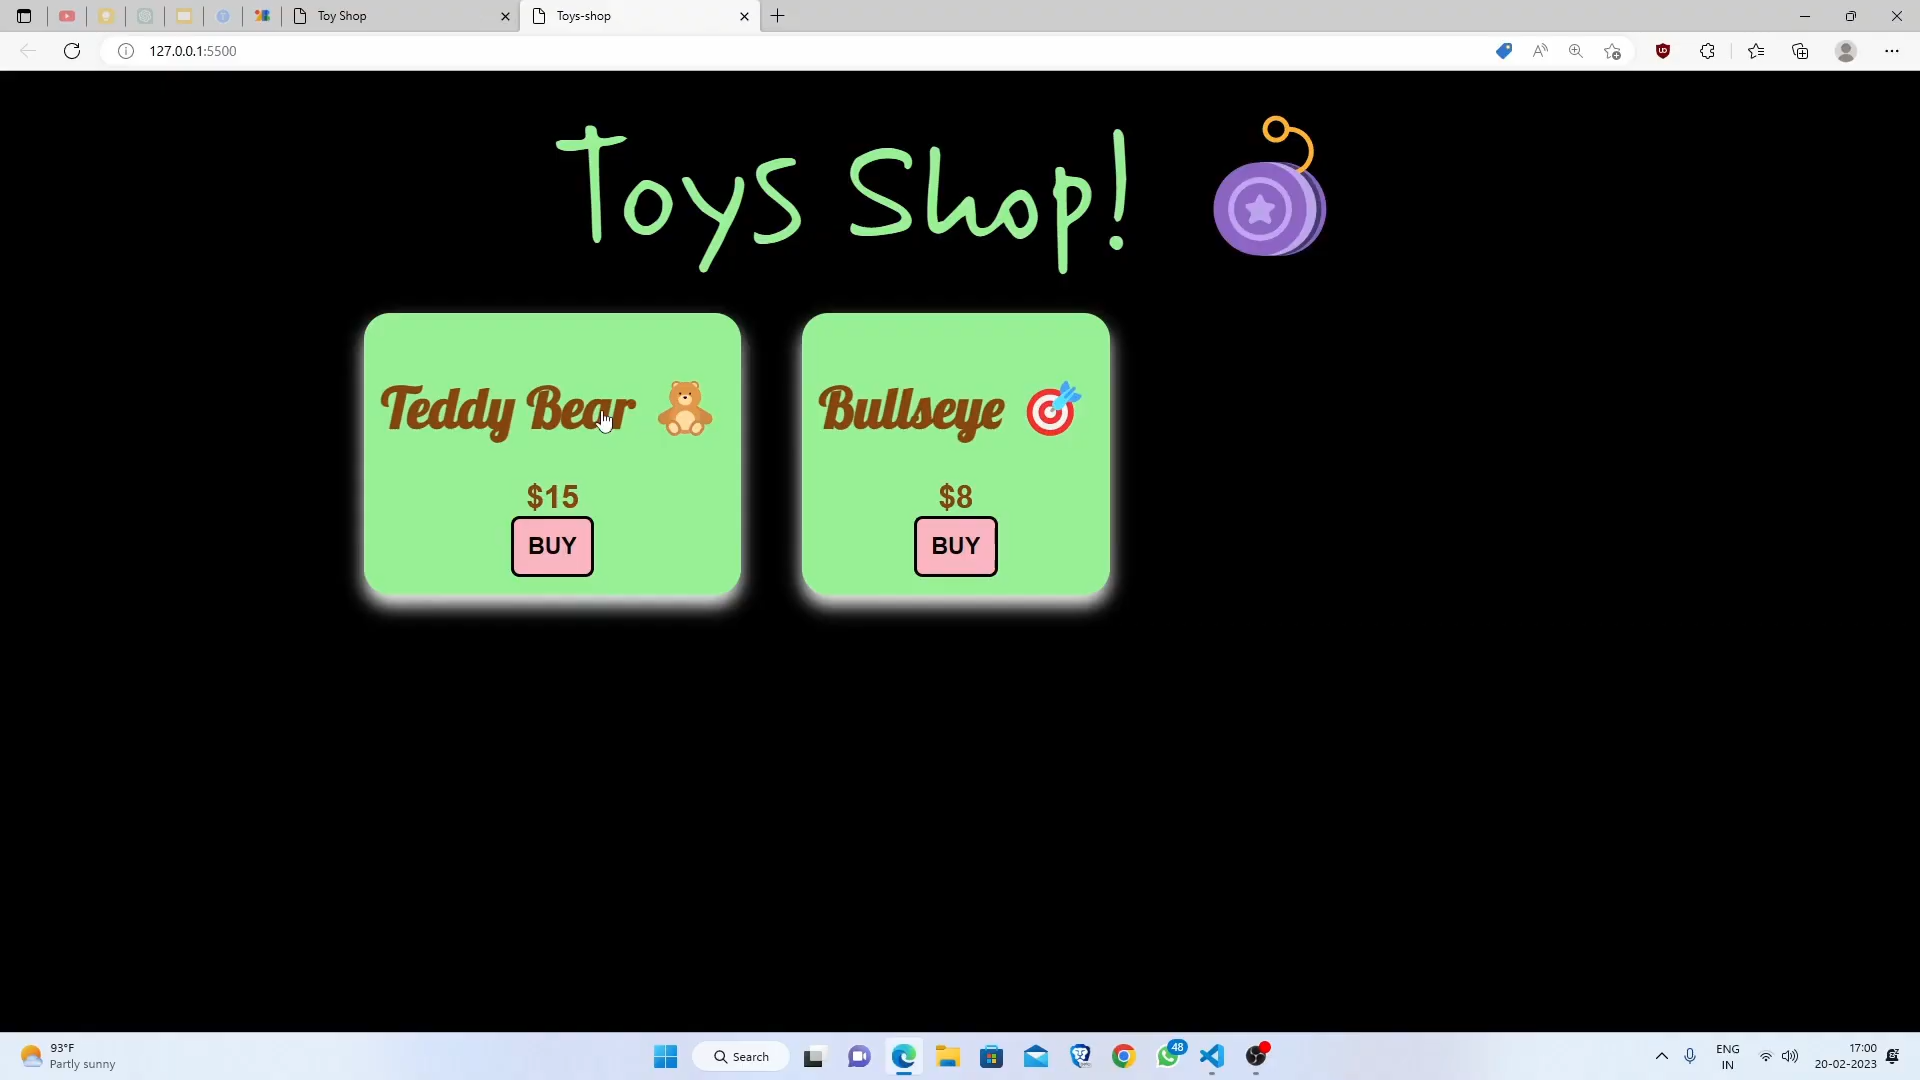 Toy Shop
Toys-shop
127.0.0.1:5500
Toys Shop!
Teddy Bear
$15
BUY
Bullseye
$8
BUY
93°F
Partly sunny
Search
48
ENG
IN
17:00
20-02-2023